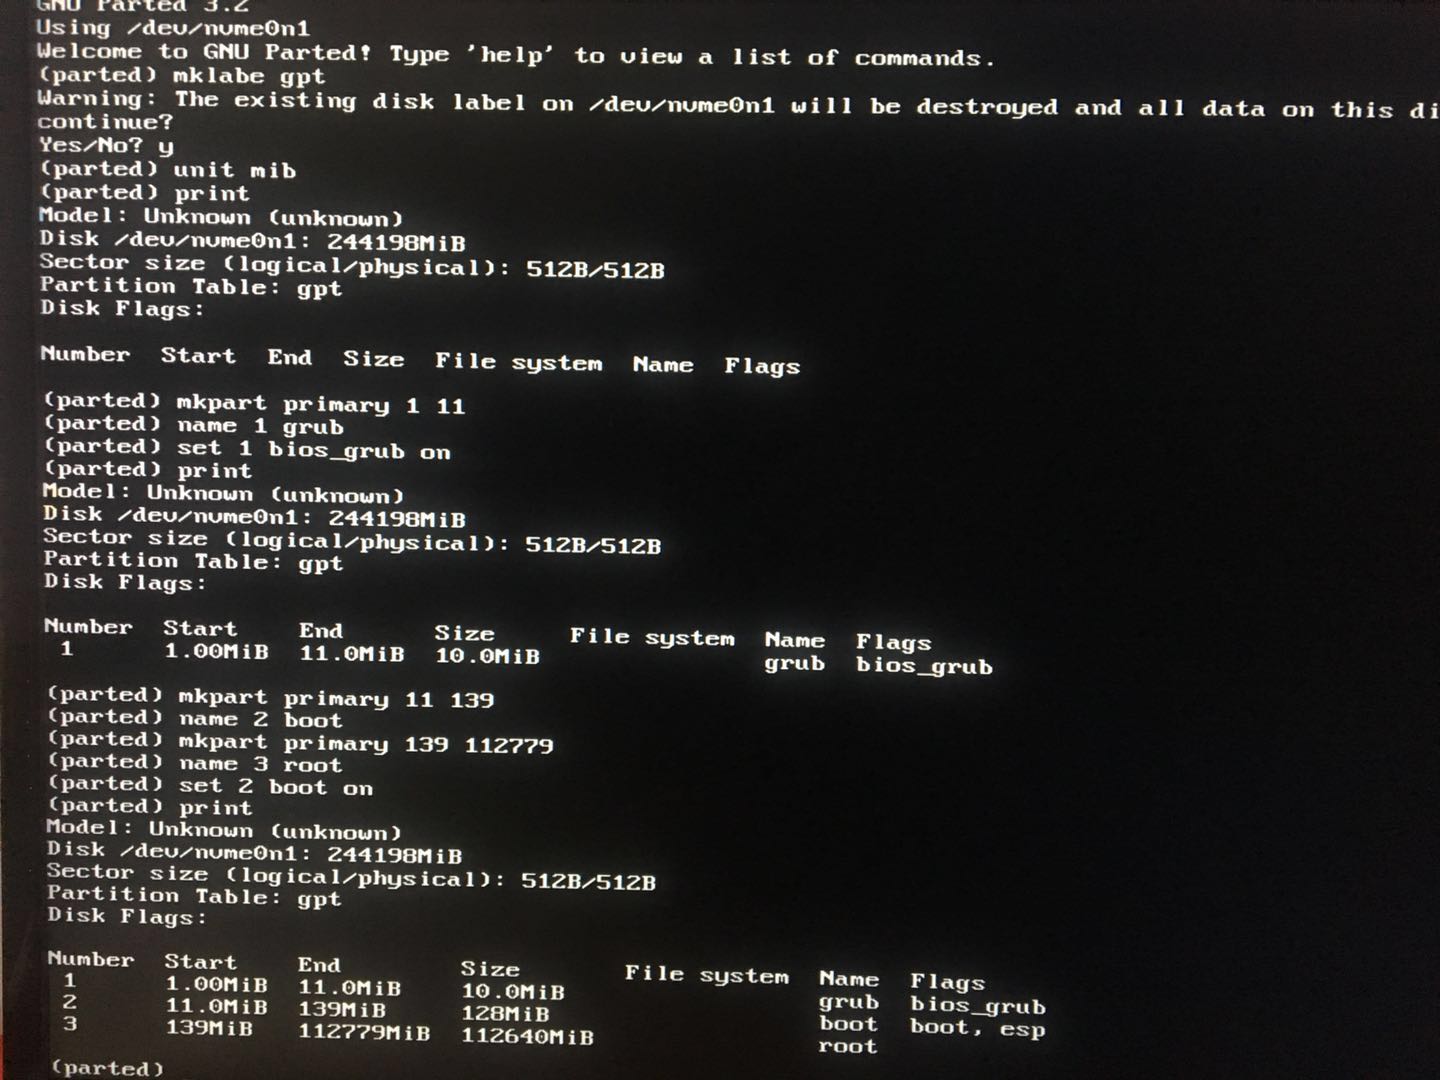 GNU Parted 3.2
Using /dev/nvme0n1
Welcome to GNU Parted! Type 'help' to view a list of commands.
(parted) mklabe gpt
Warning: The existing disk label on /dev/nvme0n1 will be destroyed and all data on this di
continue?
Yes/No? y
(parted) unit mib
(parted) print
Model: Unknown (unknown)
Disk /dev/nvme0n1: 244198MiB
Sector size (logical/physical): 512B/512B
Partition Table: gpt
Disk Flags:
Number Start End Size File system Name Flags
(parted) mkpart primary 1 11
(parted) name 1 grub
(parted) set 1 bios_grub on
(parted) print
Model: Unknown (unknown)
Disk /dev/nvme0n1: 244198MiB
Sector size (logical/physical): 512B/512B
Partition Table: gpt
Disk Flags:
Number Start End Size File system Name Flags
1 1.00MiB 11.0MiB 10.0MiB grub bios_grub
(parted) mkpart primary 11 139
(parted) name 2 boot
(parted) mkpart primary 139 112779
(parted) name 3 root
(parted) set 2 boot on
(parted) print
Model: Unknown (unknown)
Disk /dev/nvme0n1: 244198MiB
Sector size (logical/physical): 512B/512B
Partition Table: gpt
Disk Flags:
Number Start End Size File system Name Flags
1 1.00MiB 11.0MiB 10.0MiB grub bios_grub
2 11.0MiB 139MiB 128MiB boot boot, esp
3 139MiB 112779MiB 112640MiB root
(parted)